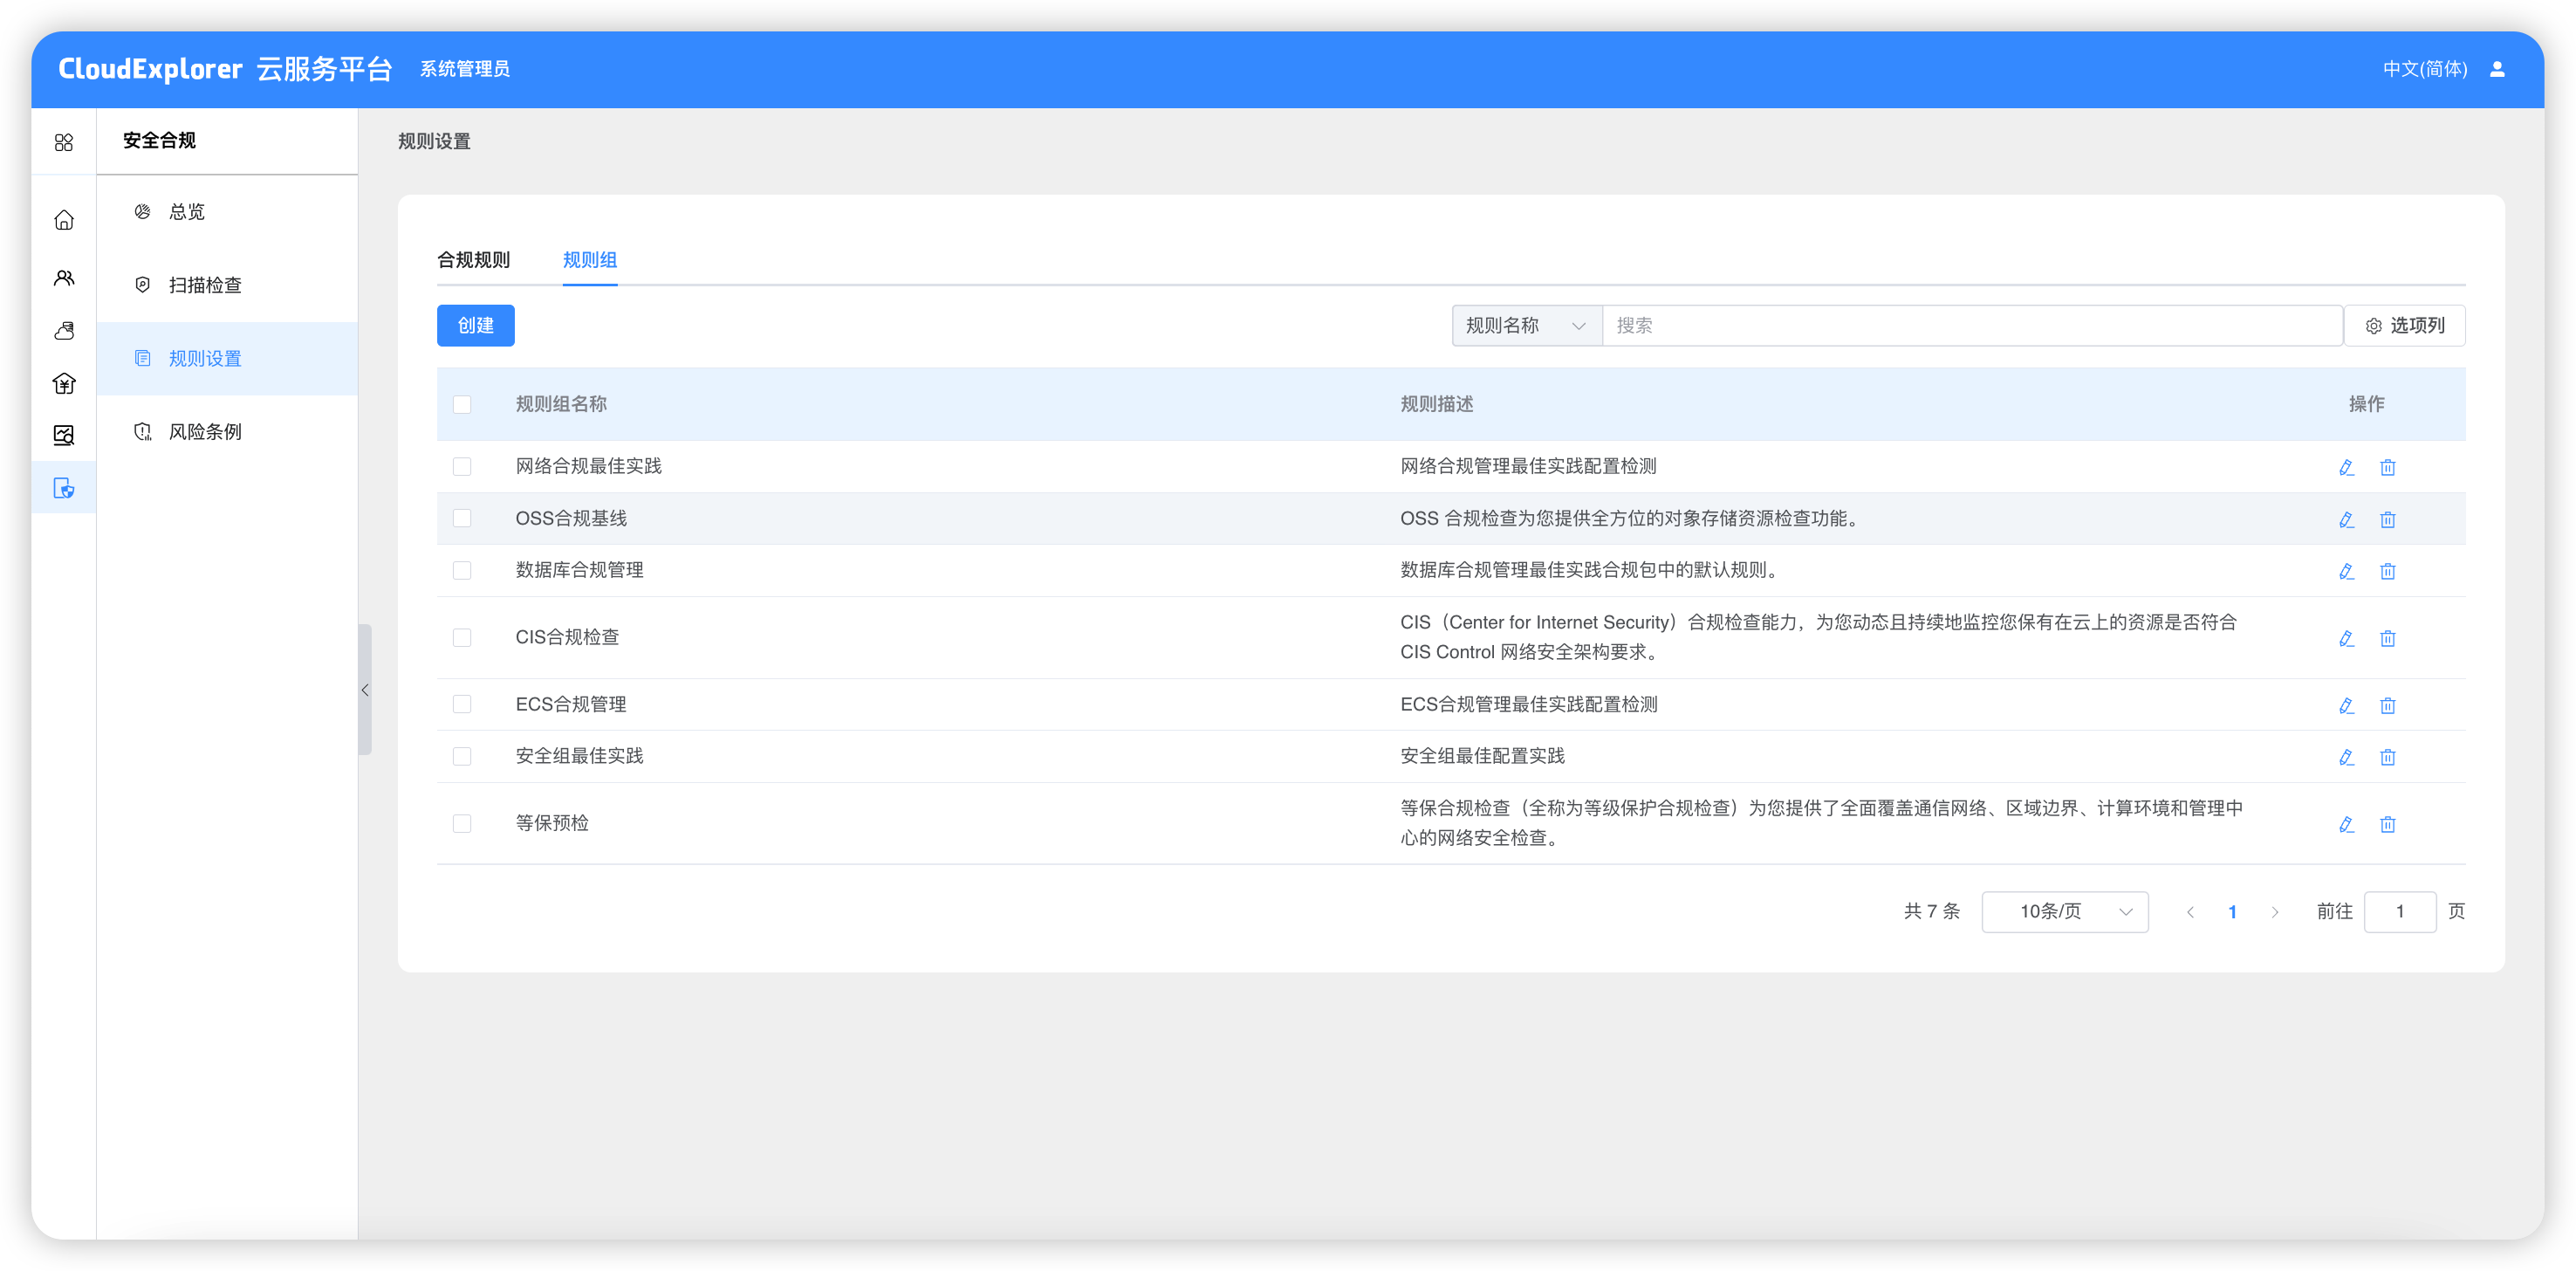 CloudExplorer 云服务平台 系统管理员 中文(简体)
安全合规
总览
扫描检查
规则设置
风险条例
规则设置
合规规则 规则组
创建 规则名称 搜索 选项列
规则组名称 规则描述 操作
网络合规最佳实践 网络合规管理最佳实践配置检测
OSS合规基线 OSS 合规检查为您提供全方位的对象存储资源检查功能。
数据库合规管理 数据库合规管理最佳实践合规包中的默认规则。
CIS合规检查 CIS（Center for Internet Security）合规检查能力，为您动态且持续地监控您保有在云上的资源是否符合
CIS Control 网络安全架构要求。
ECS合规管理 ECS合规管理最佳实践配置检测
安全组最佳实践 安全组最佳配置实践
等保预检 等保合规检查（全称为等级保护合规检查）为您提供了全面覆盖通信网络、区域边界、计算环境和管理中
心的网络安全检查。
共 7 条 10条/页 1 前往 1 页